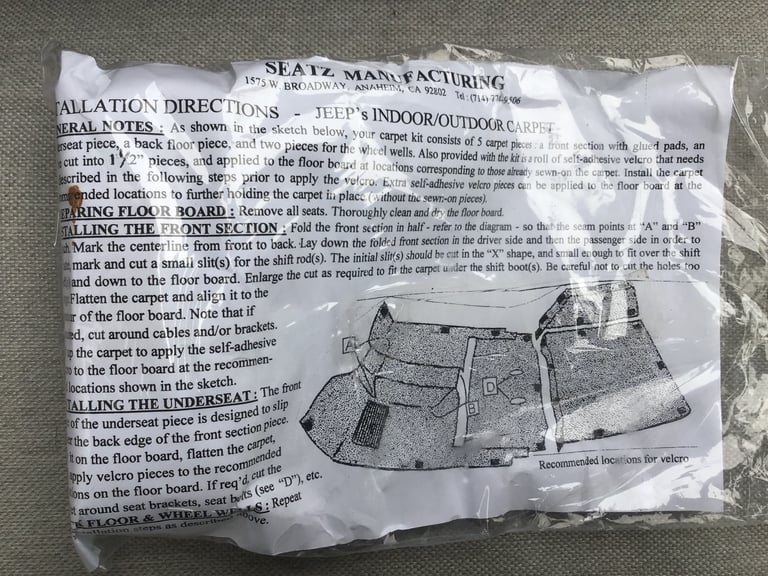 SEATZ MANUFACTURING
1575 W. BROADWAY, ANAHEIM, CA 92802 Tel: (714)
TALLATION DIRECTIONS - JEEP's INDOOR/OUTDOOR CARPET
NERAL NOTES : As shown in the sketch below, your carpet kit consists of 5 carpet pieces: a front section with glued pads, an
erseat piece, a back floor piece, and two pieces for the wheel wells. Also provided with the kit is a roll of self-adhesive velcro that needs
cut into 1 1/2" pieces, and applied to the floor board at locations corresponding to those already sewn-on the carpet. Install the carpet
escribed in the following steps prior to apply the velcro. Extra self-adhesive velcro pieces can be applied to the floor board at the
ended locations to further holding the carpet in place (without the sewn-on pieces).
EPARING FLOOR BOARD : Remove all seats. Thoroughly clean and dry the floor board.
STALLING THE FRONT SECTION : Fold the front section in half - refer to the diagram - so that the seam points at "A" and "B"
ch. Mark the centerline from front to back. Lay down the folded front section in the driver side and then the passenger side in order to
mark and cut a small slit(s) for the shift rod(s). The initial slit(s) should be cut in the "X" shape, and small enough to fit over the shift
and down to the floor board. Enlarge the cut as required to fit the carpet under the shift boot(s). Be careful not to cut the holes too
Flatten the carpet and align it to the
r of the floor board. Note that if
ed, cut around cables and/or brackets.
p the carpet to apply the self-adhesive
ro to the floor board at the recommen-
locations shown in the sketch.
TALLING THE UNDERSEAT : The front
of the underseat piece is designed to slip
r the back edge of the front section piece.
t on the floor board, flatten the carpet,
pply velcro pieces to the recommended
ons on the floor board. If req'd, cut the
t around seat brackets, seat belts (see "D"), etc.
K FLOOR & WHEEL WELLS : Repeat
tallation steps as described above.
A
D
B
Recommended locations for velcro